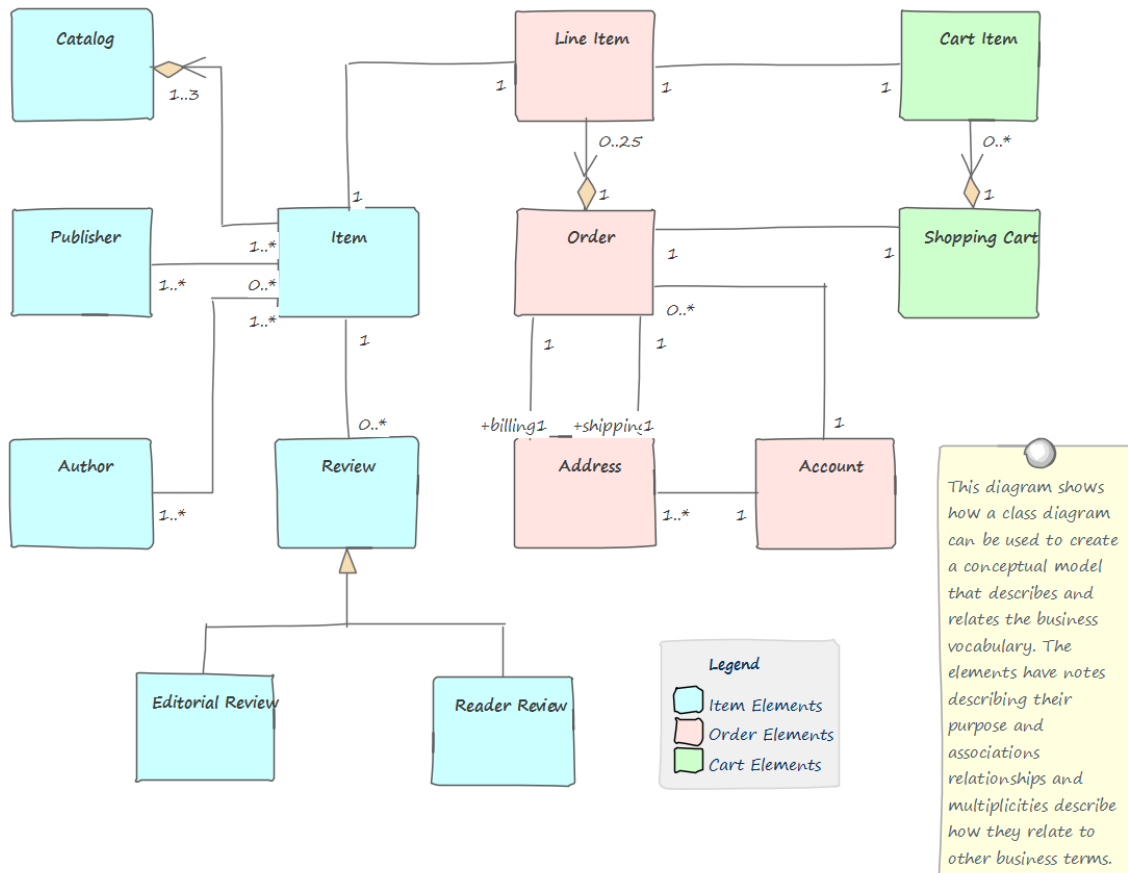 Catalog
Line Item
Cart Item
1..3
1
1
1
0..25
0..*
1
1
1
Publisher
Item
Order
Shopping Cart
1..*
1
1
1..*
0..*
0..*
1..*
1
1
1
0..*
1
+billing1
+shipping1
Author
Review
Address
Account
1..*
1..*
1
This diagram shows
how a class diagram
can be used to create
a conceptual model
that describes and
relates the business
vocabulary. The
elements have notes
describing their
purpose and
associations
relationships and
multiplicities describe
how they relate to
other business terms.
Editorial Review
Reader Review
Legend
Item Elements
Order Elements
Cart Elements